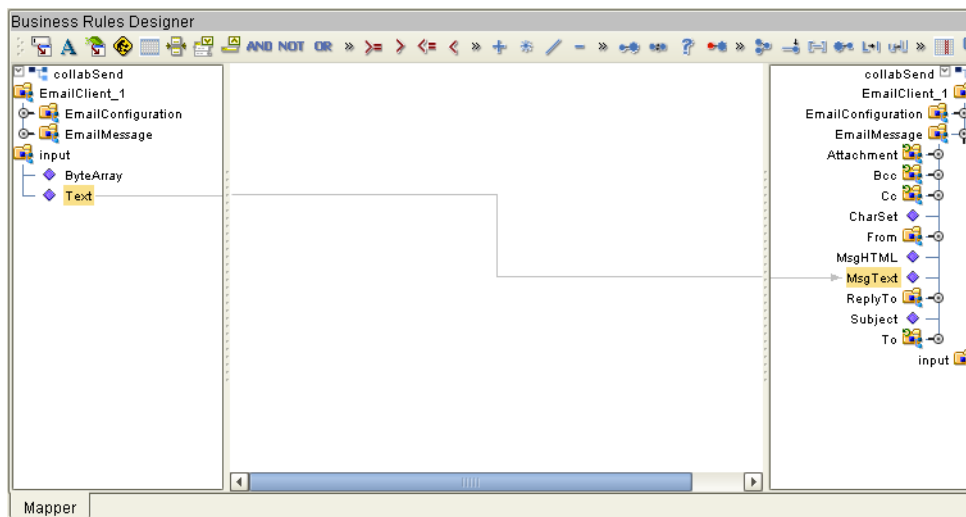 Business Rules Designer
A AND NOT OR » >= > <= < » + * / - » ? » »
collabSend
EmailClient_1
EmailConfiguration
EmailMessage
input
ByteArray
Text
collabSend
EmailClient_1
EmailConfiguration
EmailMessage
Attachment
Bcc
Cc
CharSet
From
MsgHTML
MsgText
ReplyTo
Subject
To
input
Mapper